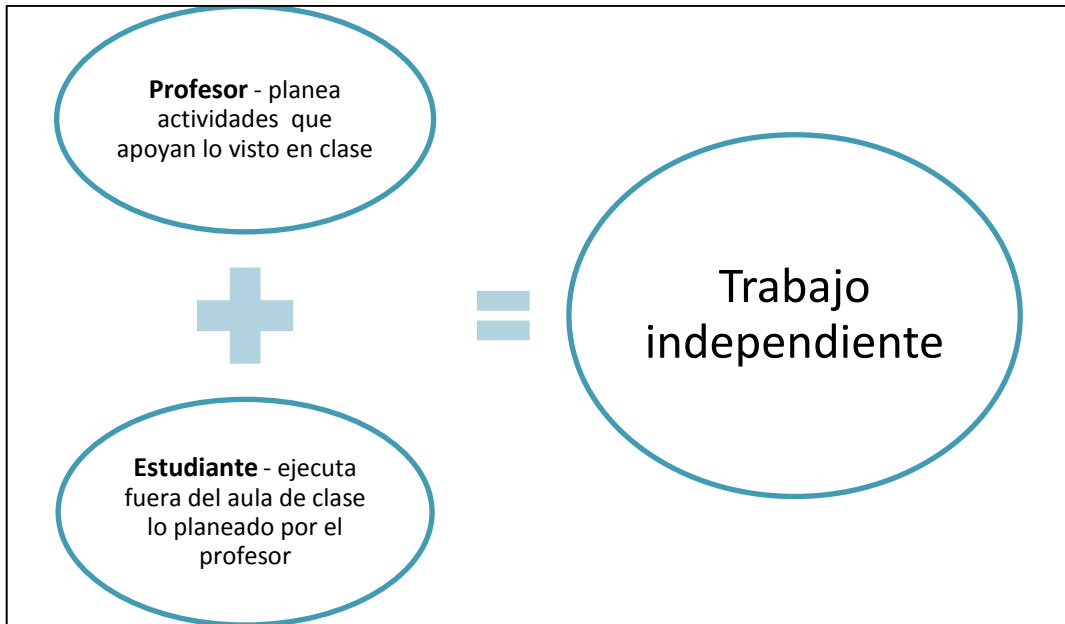 Profesor - planea
actividades que
apoyan lo visto en clase
Estudiante - ejecuta
fuera del aula de clase
lo planeado por el
profesor
Trabajo
independiente